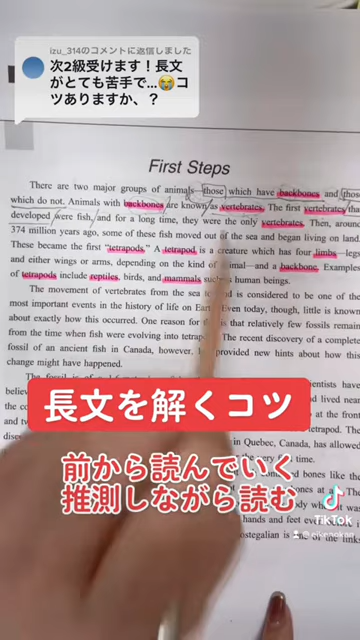 izu_314のコメントに返信しました
次2級受けます！長文
がとても苦手で...😭コ
ツありますか、？
First Steps
There are two major groups of animals—those which have backbones and those
which do not. Animals with backbones are known as vertebrates. The first vertebrates that
developed were fish, and for a long time, they were the only vertebrates. Then, around
374 million years ago, some of these fish moved out of the sea and began living on land.
These became the first "tetrapods." A tetrapod is a creature which has four limbs—legs
and either wings or arms, depending on the kind of animal—and a backbone. Examples
of tetrapods include reptiles, birds, and mammals such as human beings.
The movement of vertebrates from the sea to land is considered to be one of the
most important events in the history of life on Earth. Even today, though, little is known
about exactly how this occurred. One reason for this is that relatively few fossils remain
from the time when fish were evolving into tetrapods. The recent discovery of a complete
fossil of an ancient fish in Canada, however, has provided new hints about how this
change might have happened.
長文を解くコツ
前から読んでいく
推測しながら読む
in Quebec, Canada, has allowed
TikTok